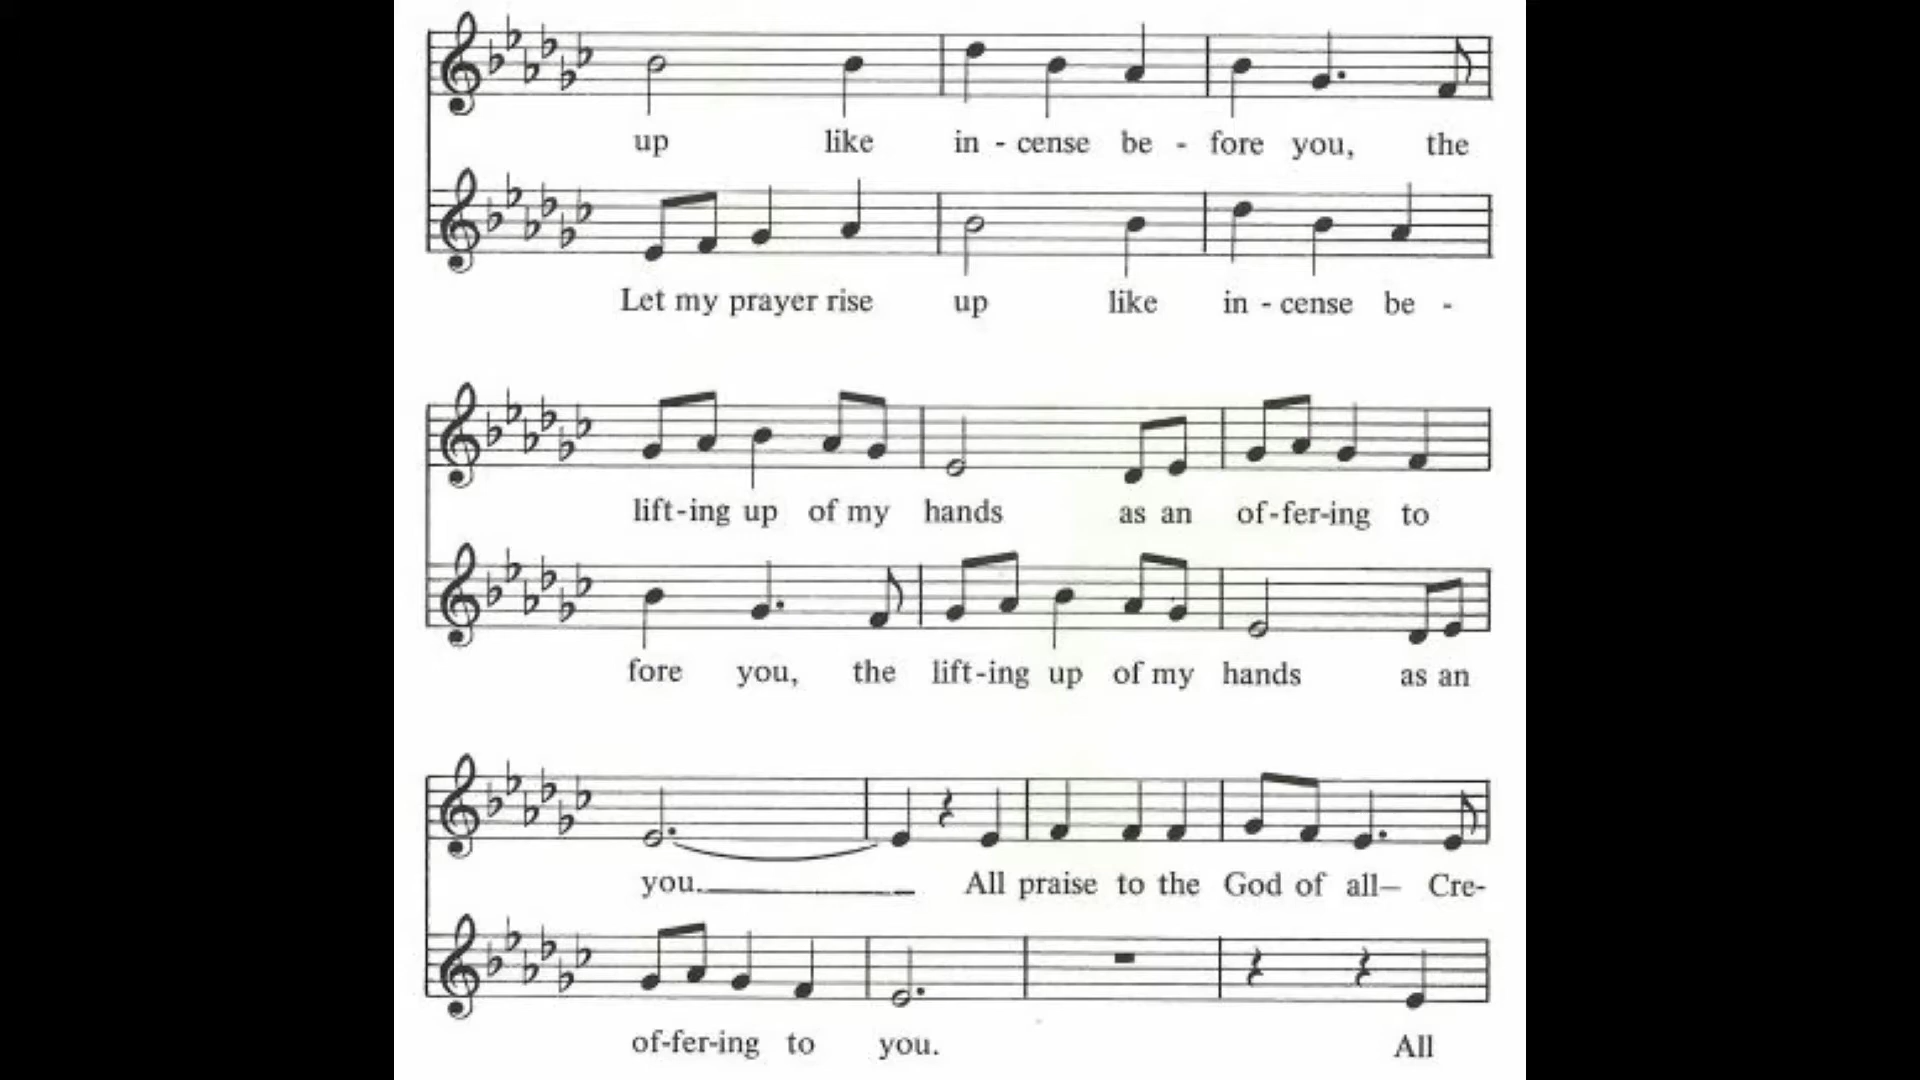 up like in - cense be - fore you, the
Let my prayer rise up like in - cense be -
lift-ing up of my hands as an of-fer-ing to
fore you, the lift-ing up of my hands as an
you. All praise to the God of all– Cre-
of-fer-ing to you. All